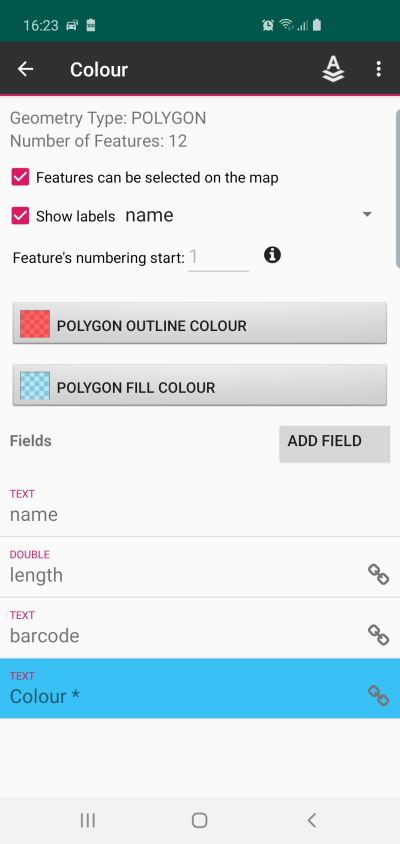 16:23
Colour
A
Geometry Type: POLYGON
Number of Features: 12
Features can be selected on the map
Show labels name
Feature's numbering start: 1
POLYGON OUTLINE COLOUR
POLYGON FILL COLOUR
Fields
ADD FIELD
TEXT
name
DOUBLE
length
TEXT
barcode
TEXT
Colour *